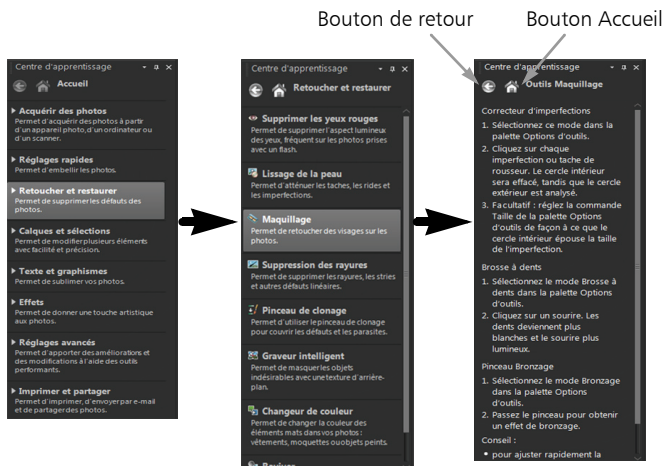 Bouton de retour
Bouton Accueil
Centre d'apprentissage
Accueil
Acquérir des photos
Permet d'acquérir des photos à partir
d'un appareil photo, d'un ordinateur ou
d'un scanner.
Réglages rapides
Permet d'embellir les photos.
Retoucher et restaurer
Permet de supprimer les défauts des
photos.
Calques et sélections
Permet de modifier plusieurs éléments
avec facilité et précision.
Texte et graphismes
Permet de sublimer vos photos.
Effets
Permet de donner une touche artistique
aux photos.
Réglages avancés
Permet d'apporter des améliorations et
des modifications à l'aide des outils
performants.
Imprimer et partager
Permet d'imprimer, d'envoyer par e-mail
et de partager des photos.
Centre d'apprentissage
Retoucher et restaurer
Supprimer les yeux rouges
Permet de supprimer l'aspect lumineux
des yeux, fréquent sur les photos prises
avec un flash.
Lissage de la peau
Permet d'atténuer les taches, les rides et
les imperfections.
Maquillage
Permet de retoucher des visages sur les
photos.
Suppression des rayures
Permet de supprimer les rayures, les stries
et autres défauts linéaires.
Pinceau de clonage
Permet d'utiliser le pinceau de clonage
pour couvrir les défauts et les parasites.
Graveur intelligent
Permet de masquer les objets
indésirables avec une texture d'arrière-
plan.
Changeur de couleur
Permet de changer la couleur des
éléments mats dans vos photos :
vêtements, moquettes ou objets peints.
Centre d'apprentissage
Outils Maquillage
Correcteur d'imperfections
1. Sélectionnez ce mode dans la
palette Options d'outils.
2. Cliquez sur chaque
imperfection ou tache de
rousseur. Le cercle intérieur
sera effacé, tandis que le cercle
extérieur est analysé.
3. Facultatif : réglez la commande
Taille de la palette Options
d'outils de façon à ce que le
cercle intérieur épouse la taille
de l'imperfection.
Brosse à dents
1. Sélectionnez le mode Brosse à
dents dans la palette Options
d'outils.
2. Cliquez sur un sourire. Les
dents deviennent plus
blanches et le sourire plus
lumineux.
Pinceau Bronzage
1. Sélectionnez le mode Bronzage
dans la palette Options
d'outils.
2. Passez le pinceau pour obtenir
un effet de bronzage.
Conseil :
• pour ajuster rapidement la